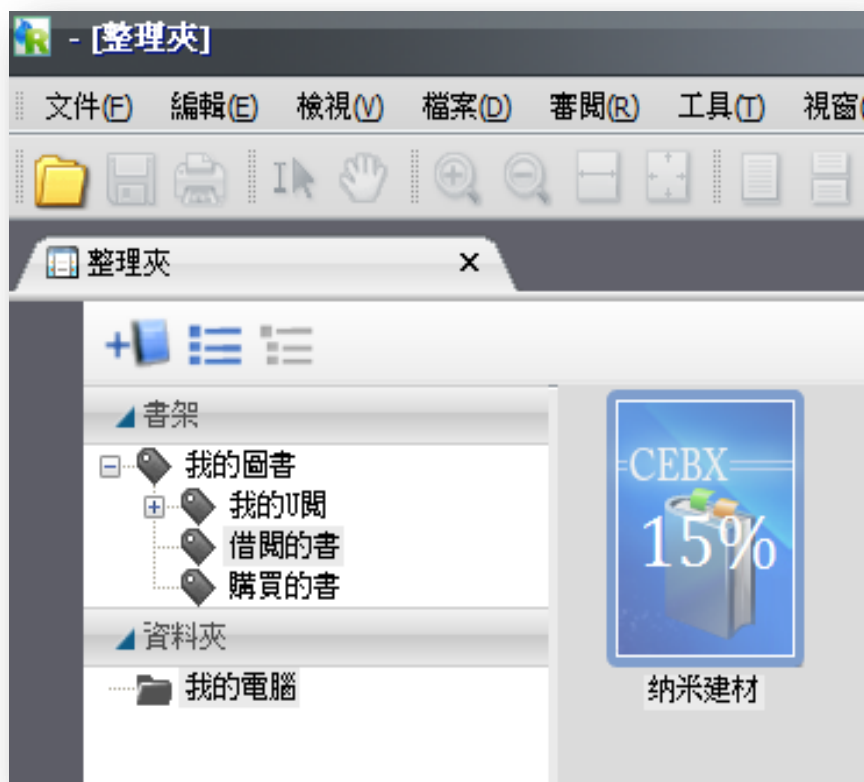 - [整理夾]
文件(F) 編輯(E) 檢視(V) 檔案(D) 審閱(R) 工具(T) 視窗(
整理夾
書架
我的圖書
我的U閱
借閱的書
購買的書
資料夾
我的電腦
CEBX
15%
纳米建材